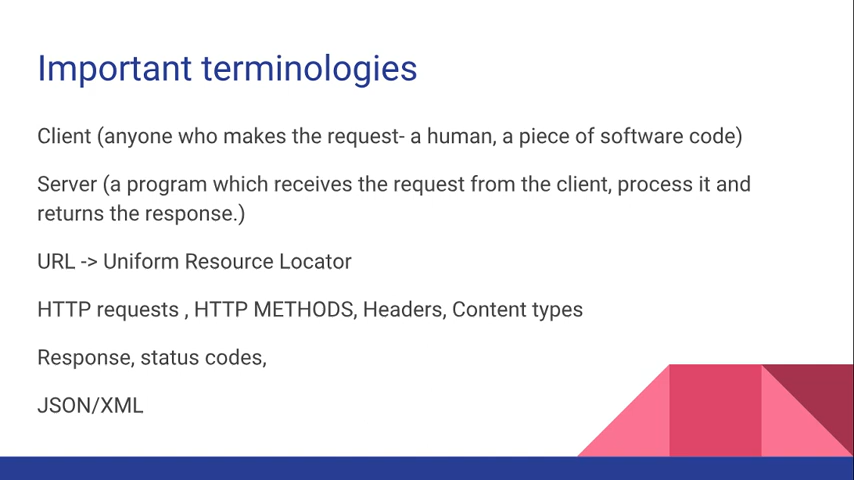 Important terminologies
Client (anyone who makes the request- a human, a piece of software code)
Server (a program which receives the request from the client, process it and
returns the response.)
URL -> Uniform Resource Locator
HTTP requests , HTTP METHODS, Headers, Content types
Response, status codes,
JSON/XML